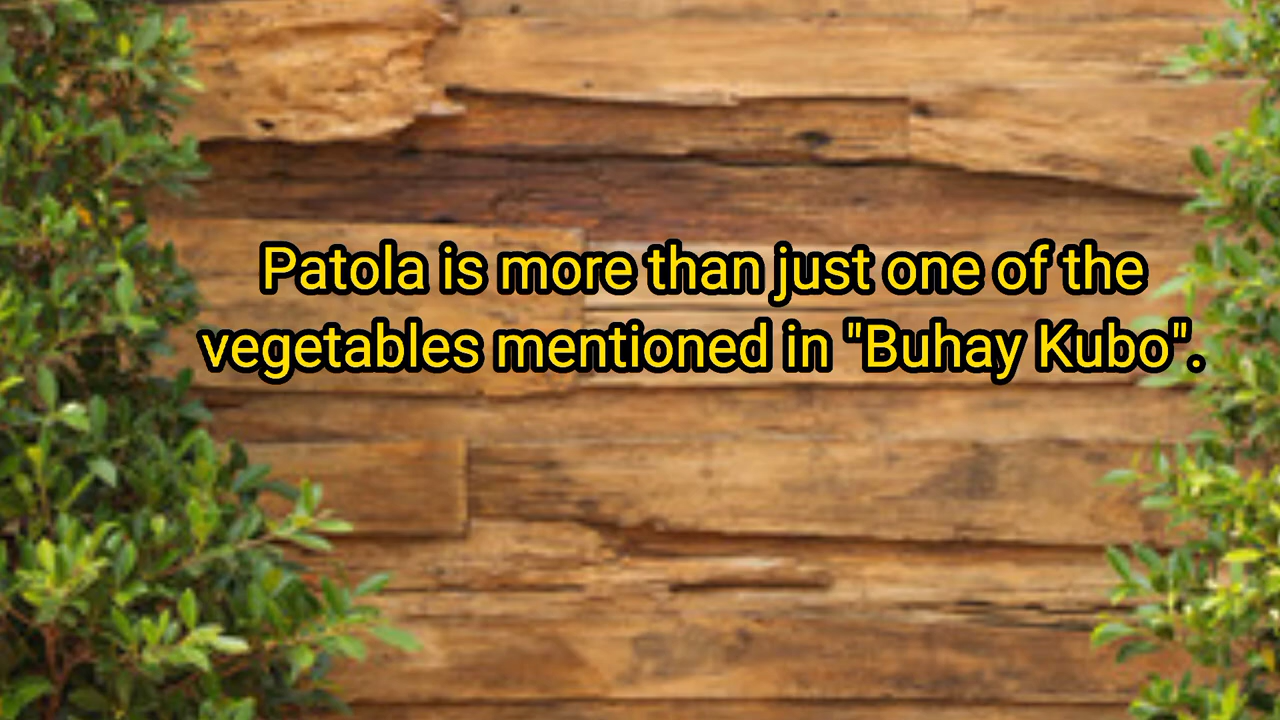 Patola is more than just one of the
vegetables mentioned in "Buhay Kubo".